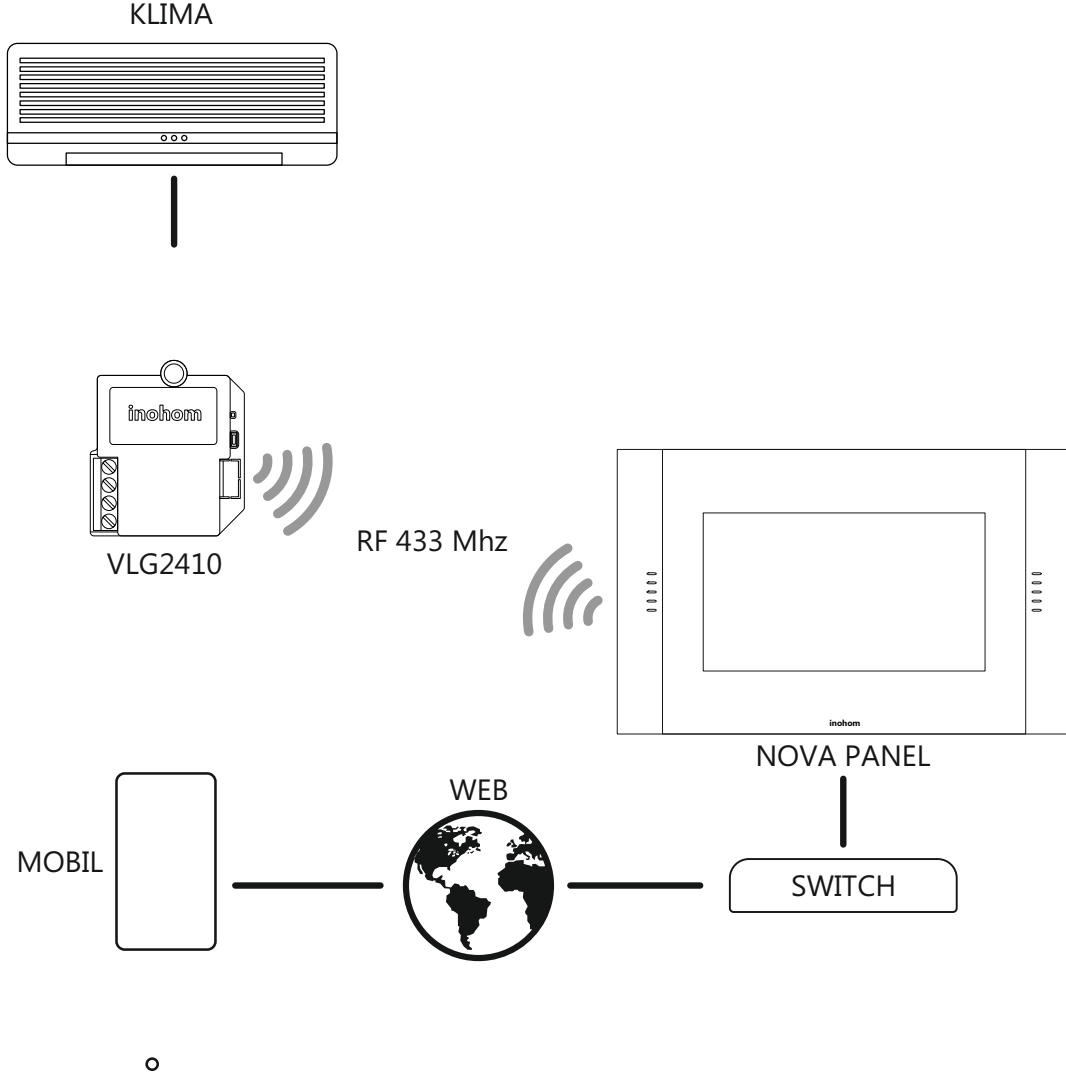 KLIMA
inohom
VLG2410
RF 433 Mhz
inohom
NOVA PANEL
WEB
MOBIL
SWITCH